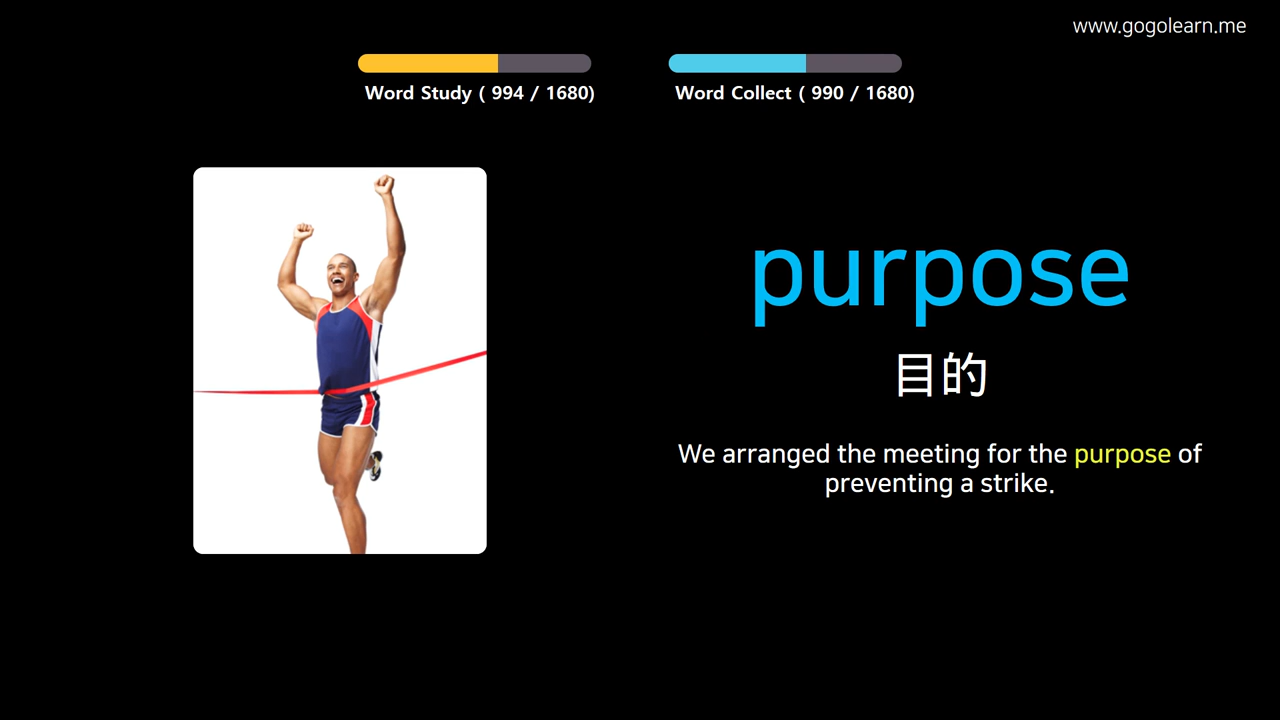 www.gogolearn.me
Word Study ( 994 / 1680)
Word Collect ( 990 / 1680)
purpose
目的
We arranged the meeting for the purpose of
preventing a strike.